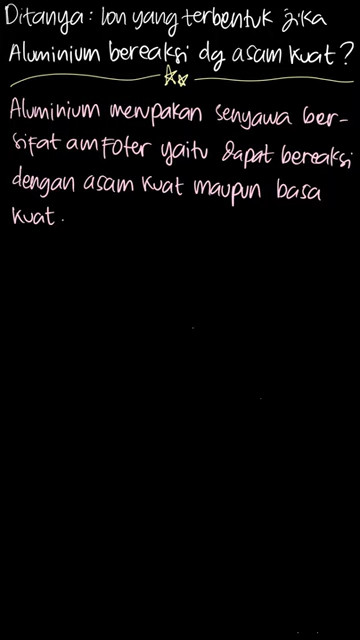 Ditanya: Ion yang terbentuk jika
Aluminium bereaksi dg asam kuat?
Aluminium merupakan senyawa ber-
sifat amfoter yaitu dapat bereaksi
dengan asam kuat maupun basa
kuat.